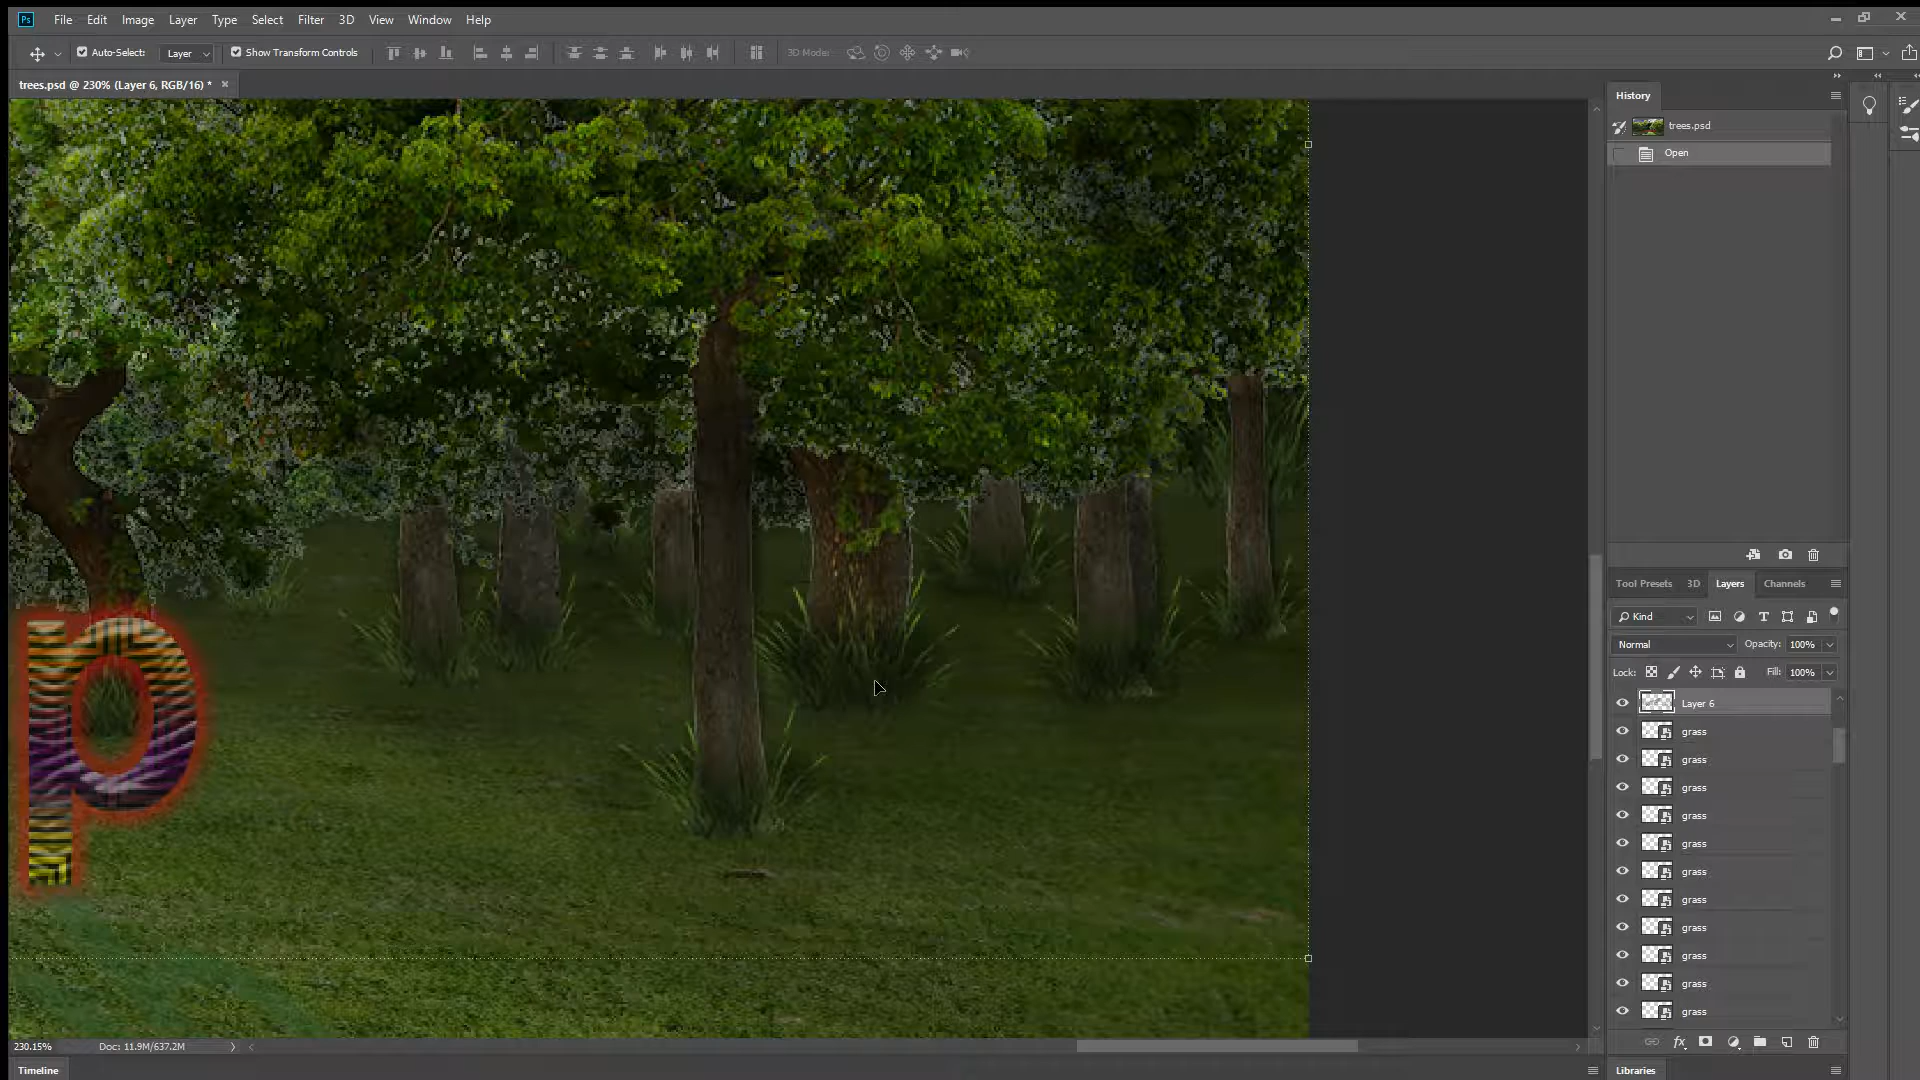 Ps File Edit Image Layer Type Select Filter 3D View Window Help
Auto-Select: Layer Show Transform Controls 3D Mode:
trees.psd @ 230% (Layer 6, RGB/16) *
History
trees.psd
Open
Tool Presets 3D Layers Channels
Kind
Normal Opacity: 100%
Lock: Fill: 100%
Layer 6
grass
grass
grass
grass
grass
grass
grass
grass
grass
grass
grass
p
230.15% Doc: 11.9M/637.2M
Timeline
Libraries